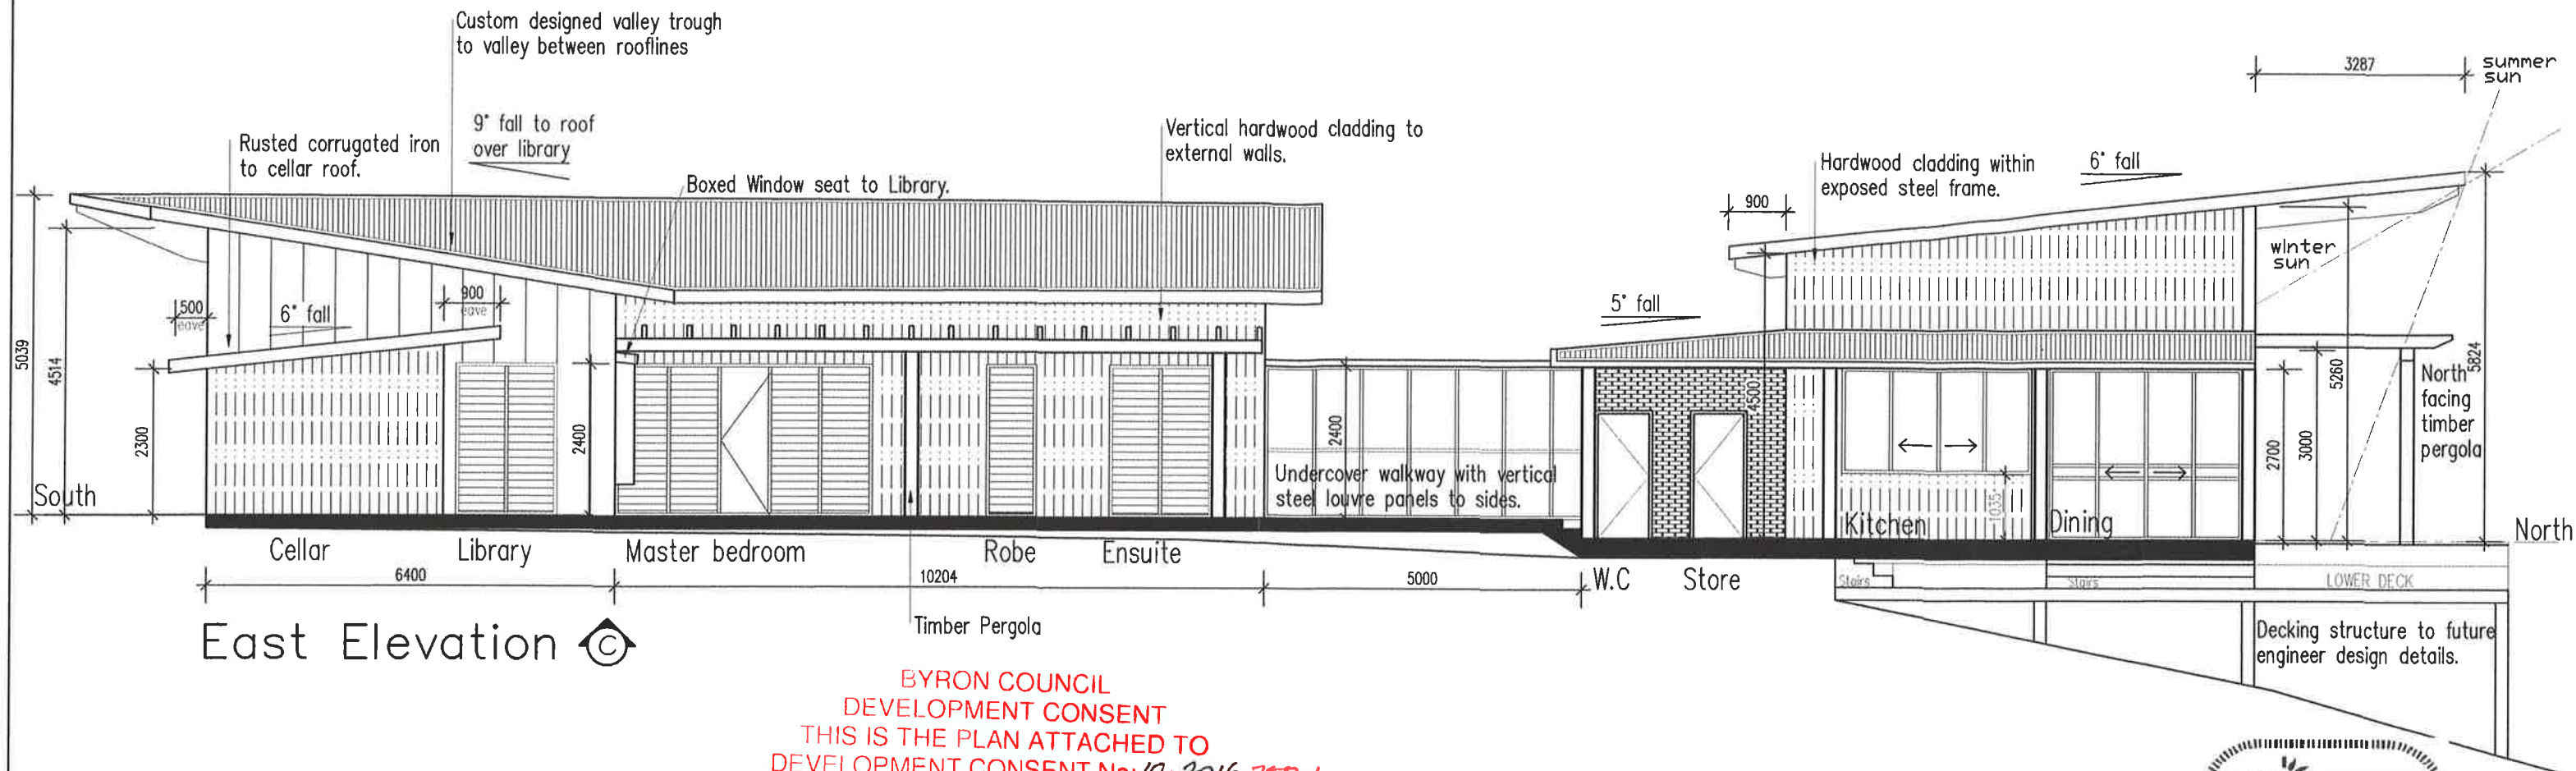 Custom designed valley trough
to valley between rooflines
3287
summer
sun
9° fall to roof
over library
Vertical hardwood cladding to
external walls.
Rusted corrugated iron
to cellar roof.
Hardwood cladding within
exposed steel frame.
6° fall
Boxed Window seat to Library.
900
winter
sun
500
eave
6° fall
900
eave
5° fall
5039
4514
2300
2400
2400
4500
1035
2700
3000
5260
5824
North
facing
timber
pergola
Undercover walkway with vertical
steel louvre panels to sides.
South
Kitchen
Dining
North
Cellar
Library
Master bedroom
Robe
Ensuite
6400
10204
5000
W.C
Store
Stairs
Stairs
LOWER DECK
Timber Pergola
East Elevation C
Decking structure to future
engineer design details.
BYRON COUNCIL
DEVELOPMENT CONSENT
THIS IS THE PLAN ATTACHED TO
DEVELOPMENT CONSENT No: